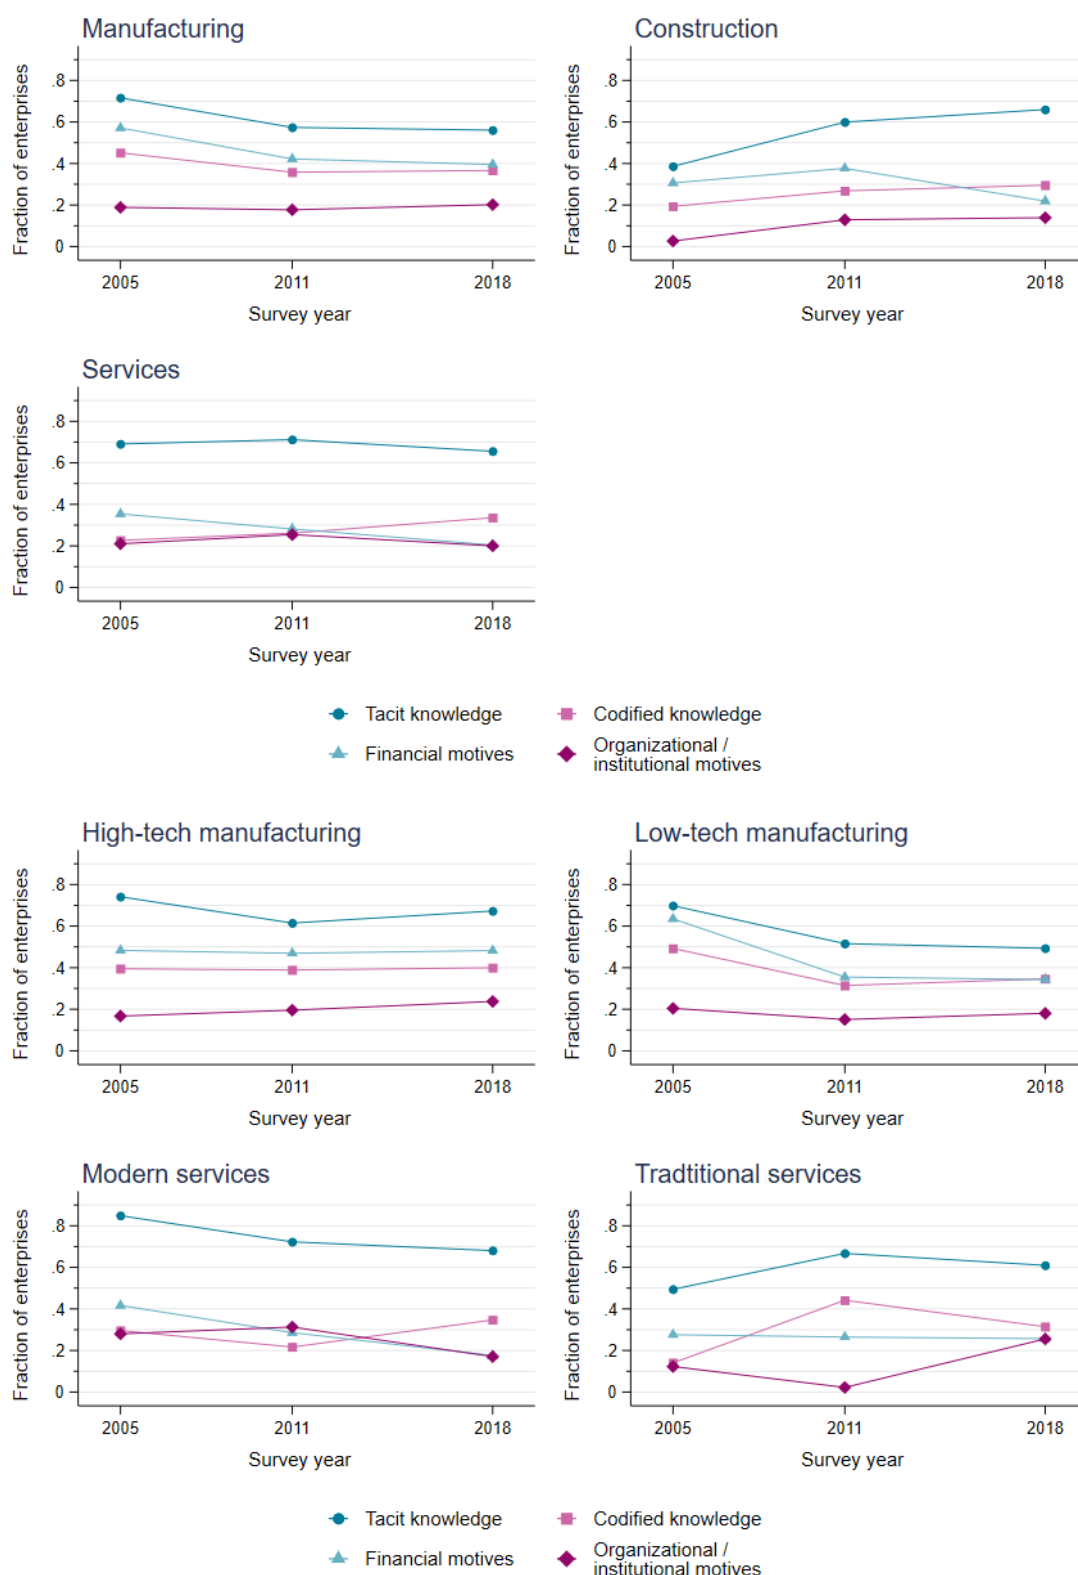 Manufacturing
Fraction of enterprises
.8
.6
.4
.2
0
2005 2011 2018
Survey year
Construction
Fraction of enterprises
.8
.6
.4
.2
0
2005 2011 2018
Survey year
Services
Fraction of enterprises
.8
.6
.4
.2
0
2005 2011 2018
Survey year
Tacit knowledge
Codified knowledge
Financial motives
Organizational /
institutional motives
High-tech manufacturing
Fraction of enterprises
.8
.6
.4
.2
0
2005 2011 2018
Survey year
Low-tech manufacturing
Fraction of enterprises
.8
.6
.4
.2
0
2005 2011 2018
Survey year
Modern services
Fraction of enterprises
.8
.6
.4
.2
0
2005 2011 2018
Survey year
Tradtitional services
Fraction of enterprises
.8
.6
.4
.2
0
2005 2011 2018
Survey year
Tacit knowledge
Codified knowledge
Financial motives
Organizational /
institutional motives